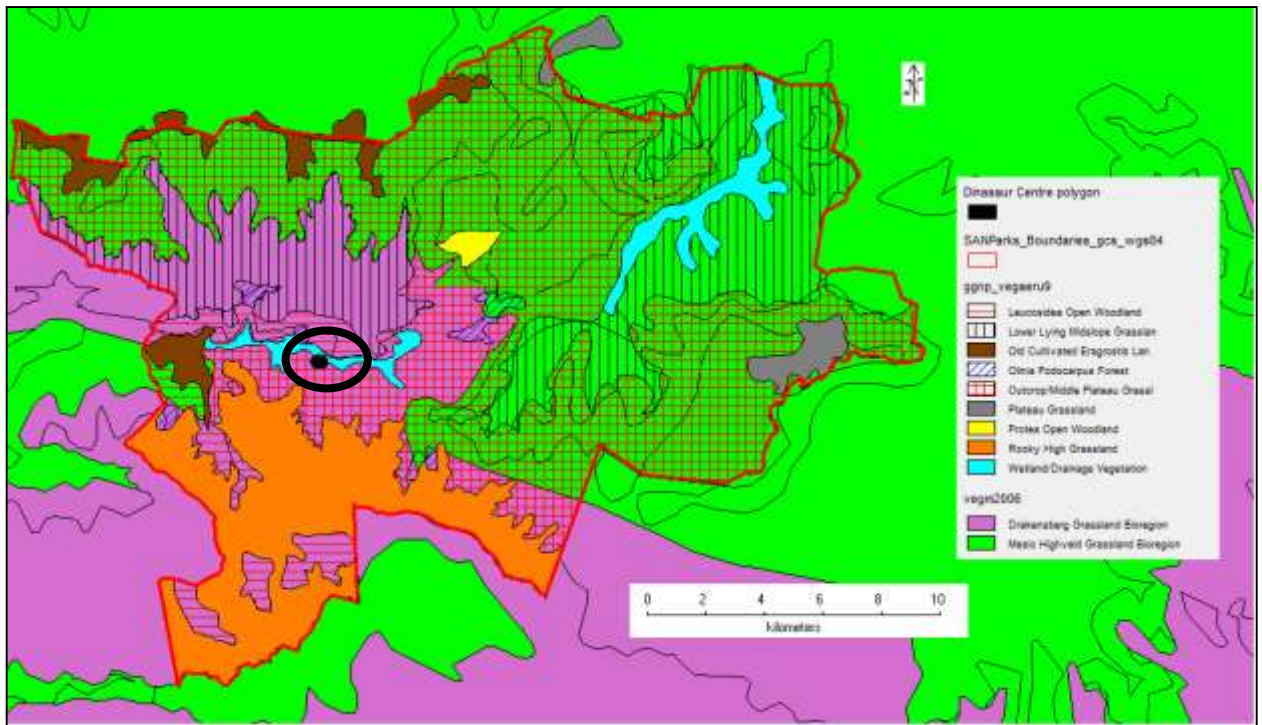 Dinosaur Centre polygon
SANParks_Boundaries_gcs_wgs84
ggnp_vegaeru9
Leucosidea Open Woodland
Lower Lying Midslope Grasslan
Old Cultivated Eragrostis Lan
Olinia Podocarpus Forest
Outcrop/Middle Plateau Grassl
Plateau Grassland
Protea Open Woodland
Rocky High Grassland
Wetland/Drainage Vegetation
vegm2006
Drakensberg Grassland Bioregion
Mesic Highveld Grassland Bioregion
0 2 4 6 8 10
kilometers